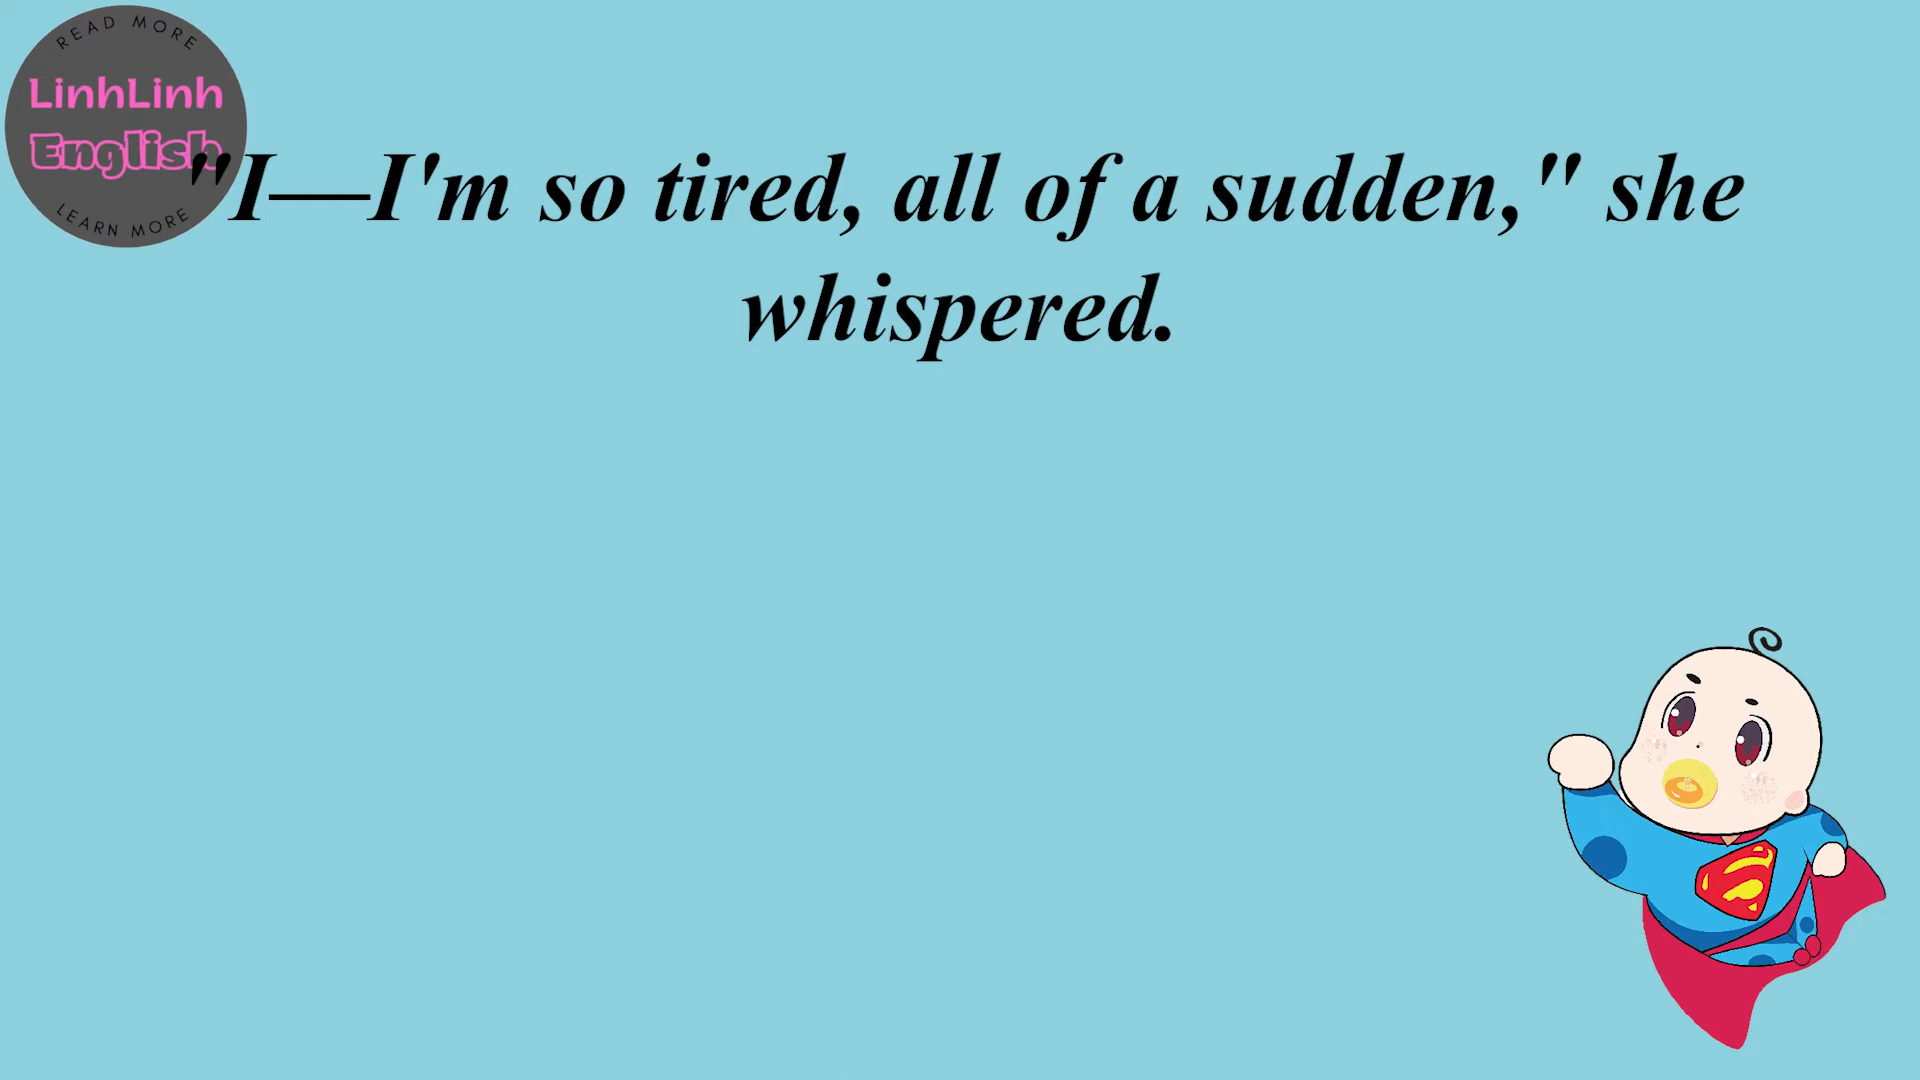 READ MORE
LinhLinh
English
LEARN MORE
"I—I'm so tired, all of a sudden," she
whispered.